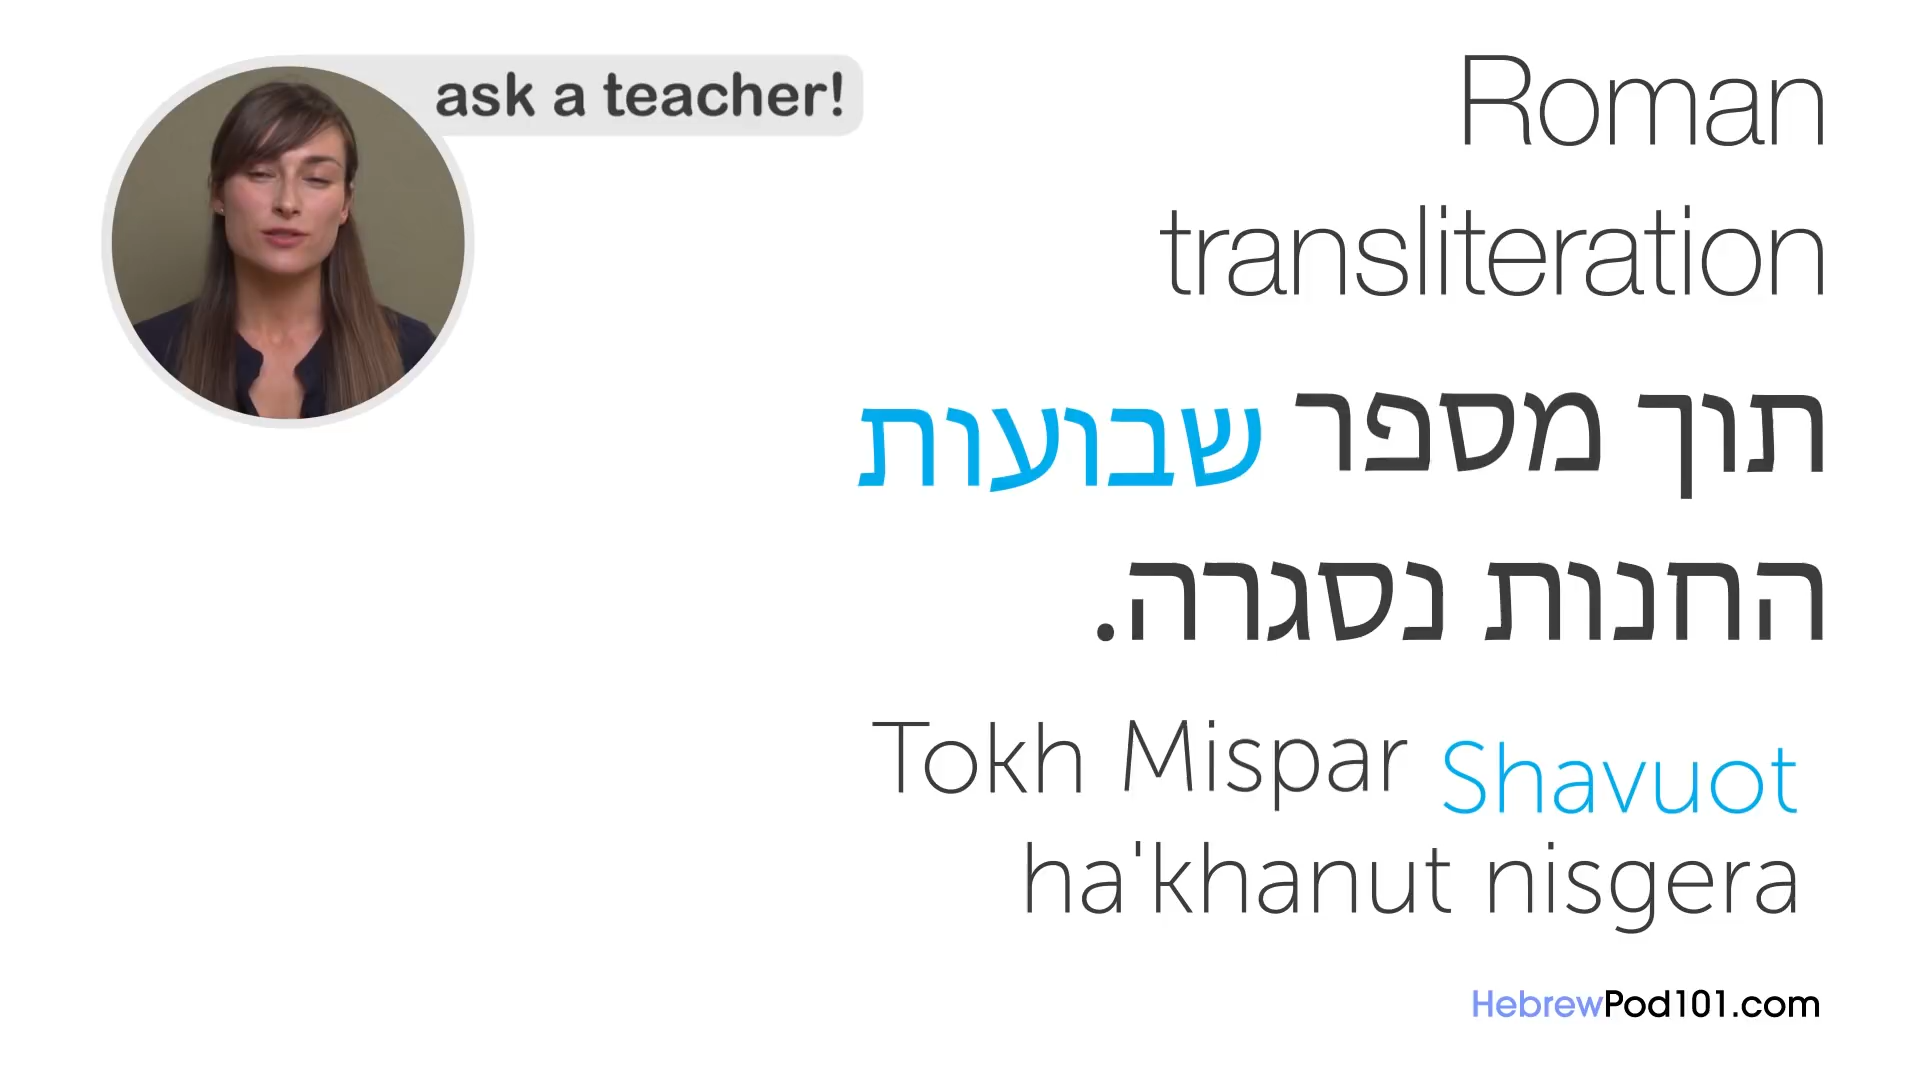 ask a teacher!
Roman
transliteration
תוך מספר שבועות
החנות נסגרה.
Tokh Mispar Shavuot
ha'khanut nisgera
HebrewPod101.com